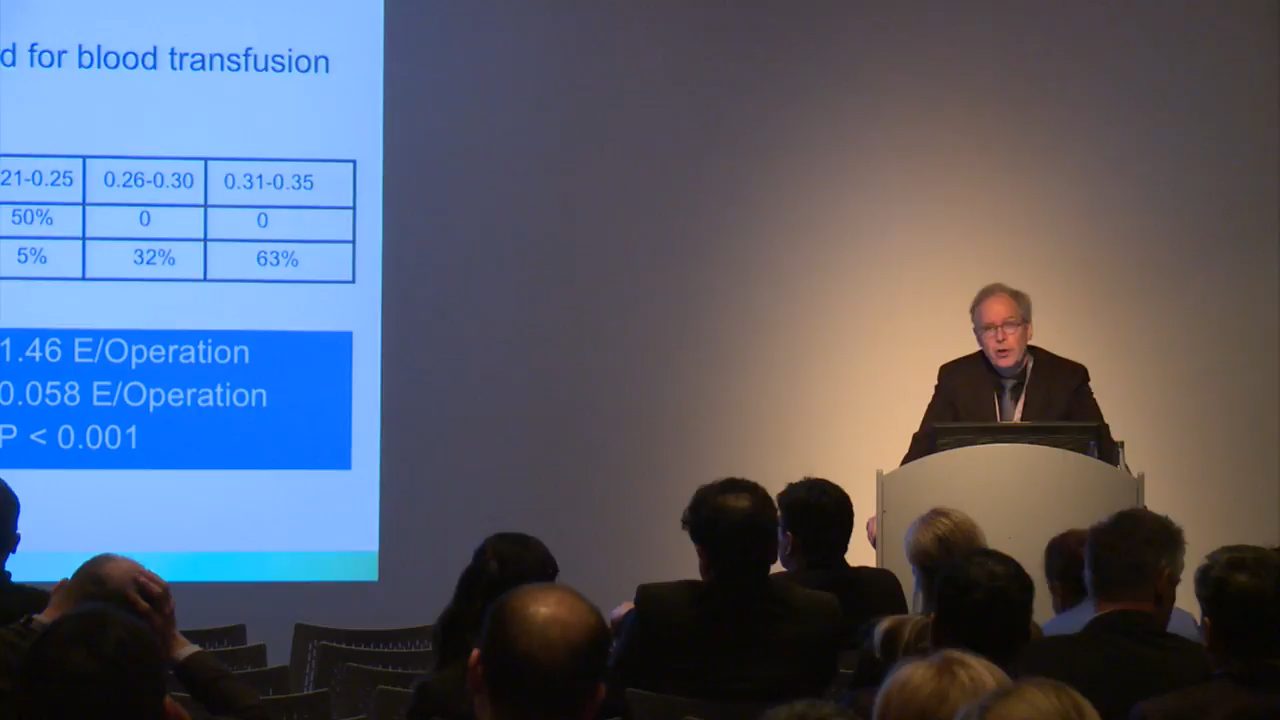 d for blood transfusion
21-0.25 0.26-0.30 0.31-0.35
50% 0 0
5% 32% 63%
1.46 E/Operation
0.058 E/Operation
P < 0.001